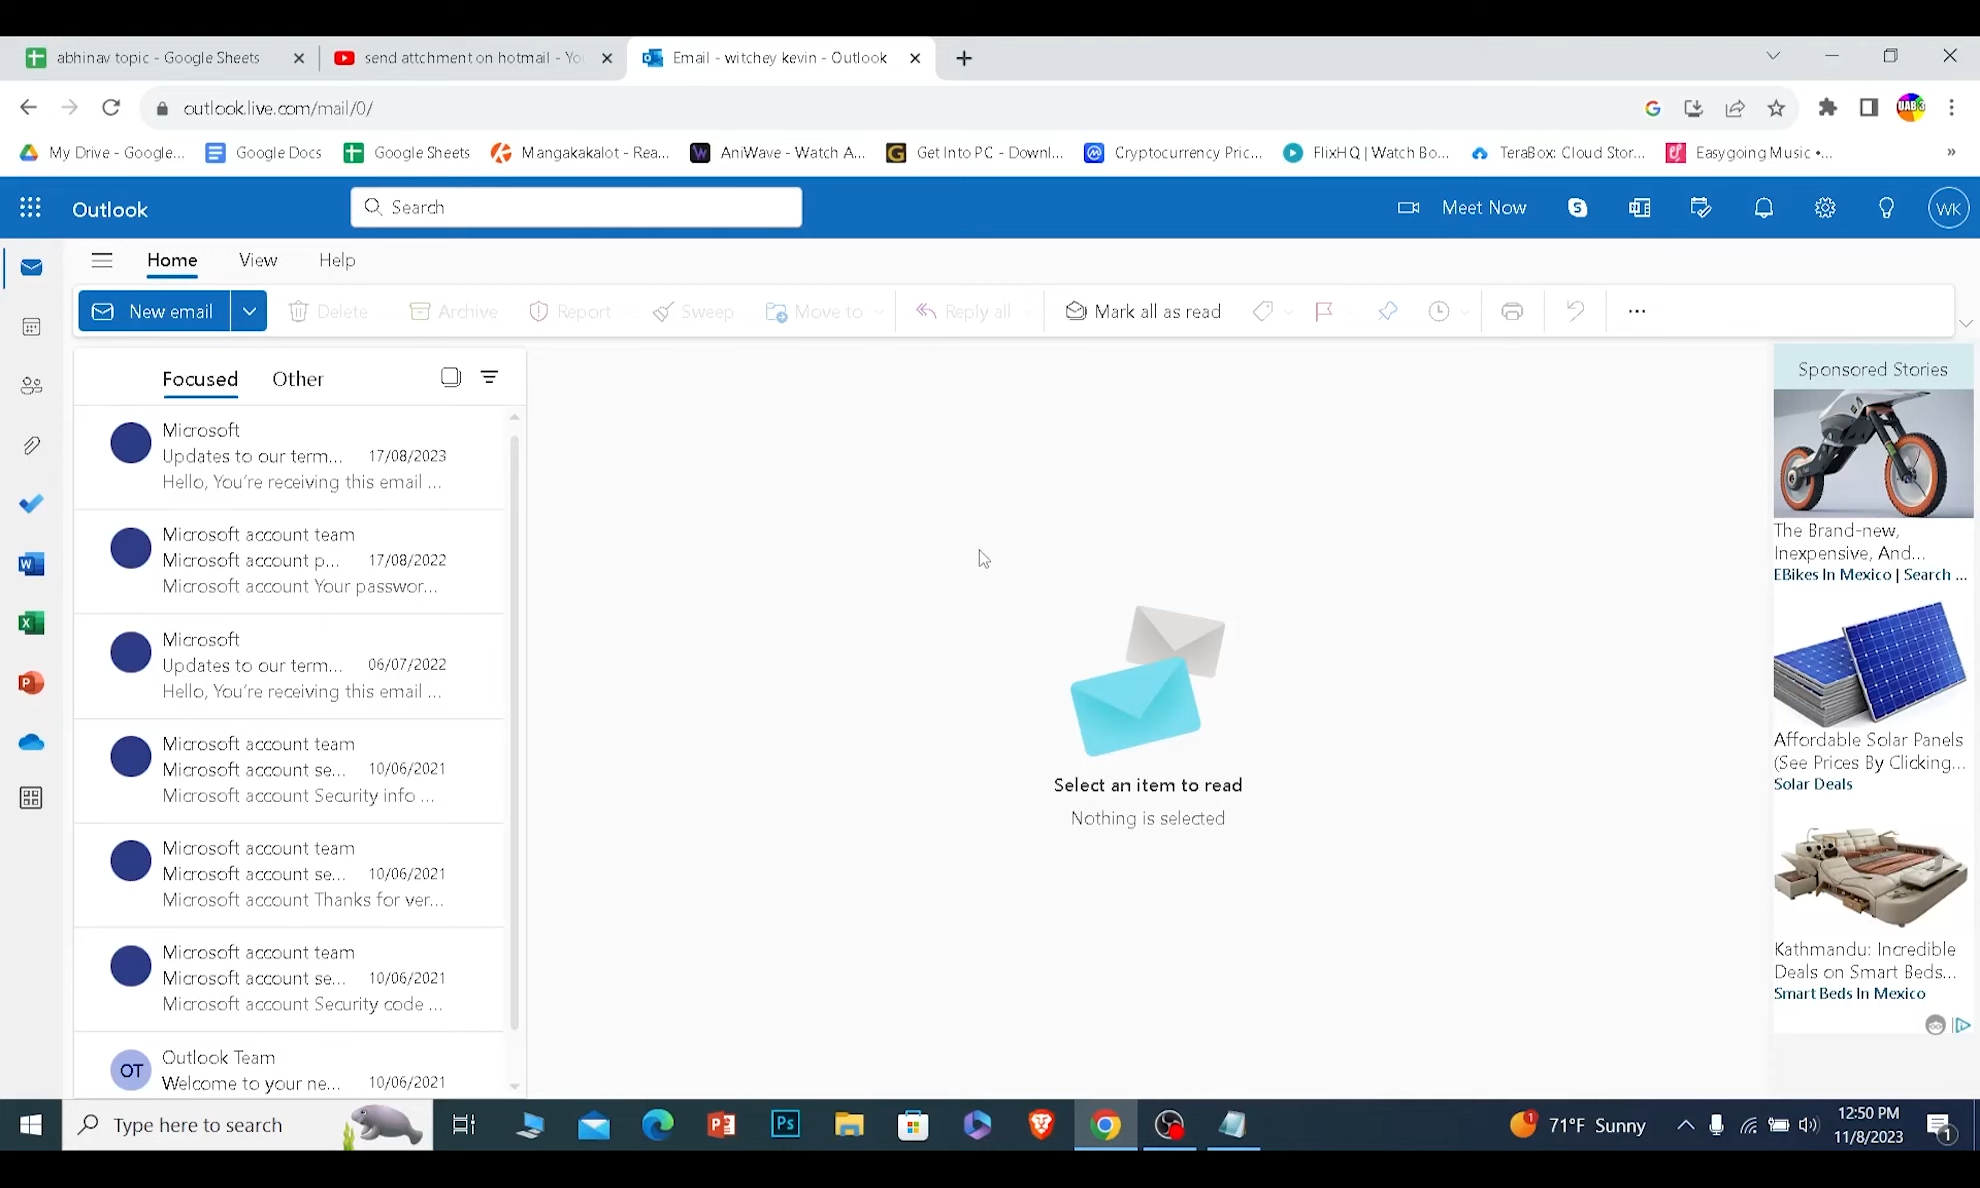 abhinav topic - Google Sheets
send attchment on hotmail - Yo
Email - witchey kevin - Outlook
outlook.live.com/mail/0/
UAB 3
My Drive - Google...
Google Docs
Google Sheets
Mangakakalot - Rea...
AniWave - Watch A...
Get Into PC - Downl...
Cryptocurrency Pric...
FlixHQ | Watch Bo...
TeraBox: Cloud Stor...
Easygoing Music •...
»
Outlook
Search
Meet Now
WK
Home
View
Help
New email
Delete
Archive
Report
Sweep
Move to
Reply all
Mark all as read
...
Focused
Other
Microsoft
Updates to our term... 17/08/2023
Hello, You're receiving this email ...
Microsoft account team
Microsoft account p... 17/08/2022
Microsoft account Your passwor...
Microsoft
Updates to our term... 06/07/2022
Hello, You're receiving this email ...
Microsoft account team
Microsoft account se... 10/06/2021
Microsoft account Security info ...
Microsoft account team
Microsoft account se... 10/06/2021
Microsoft account Thanks for ver...
Microsoft account team
Microsoft account se... 10/06/2021
Microsoft account Security code ...
OT
Outlook Team
Welcome to your ne... 10/06/2021
Select an item to read
Nothing is selected
Sponsored Stories
The Brand-new,
Inexpensive, And...
EBikes In Mexico | Search ...
Affordable Solar Panels
(See Prices By Clicking...
Solar Deals
Kathmandu: Incredible
Deals on Smart Beds...
Smart Beds In Mexico
Type here to search
Ps
1
71°F Sunny
12:50 PM
11/8/2023
1